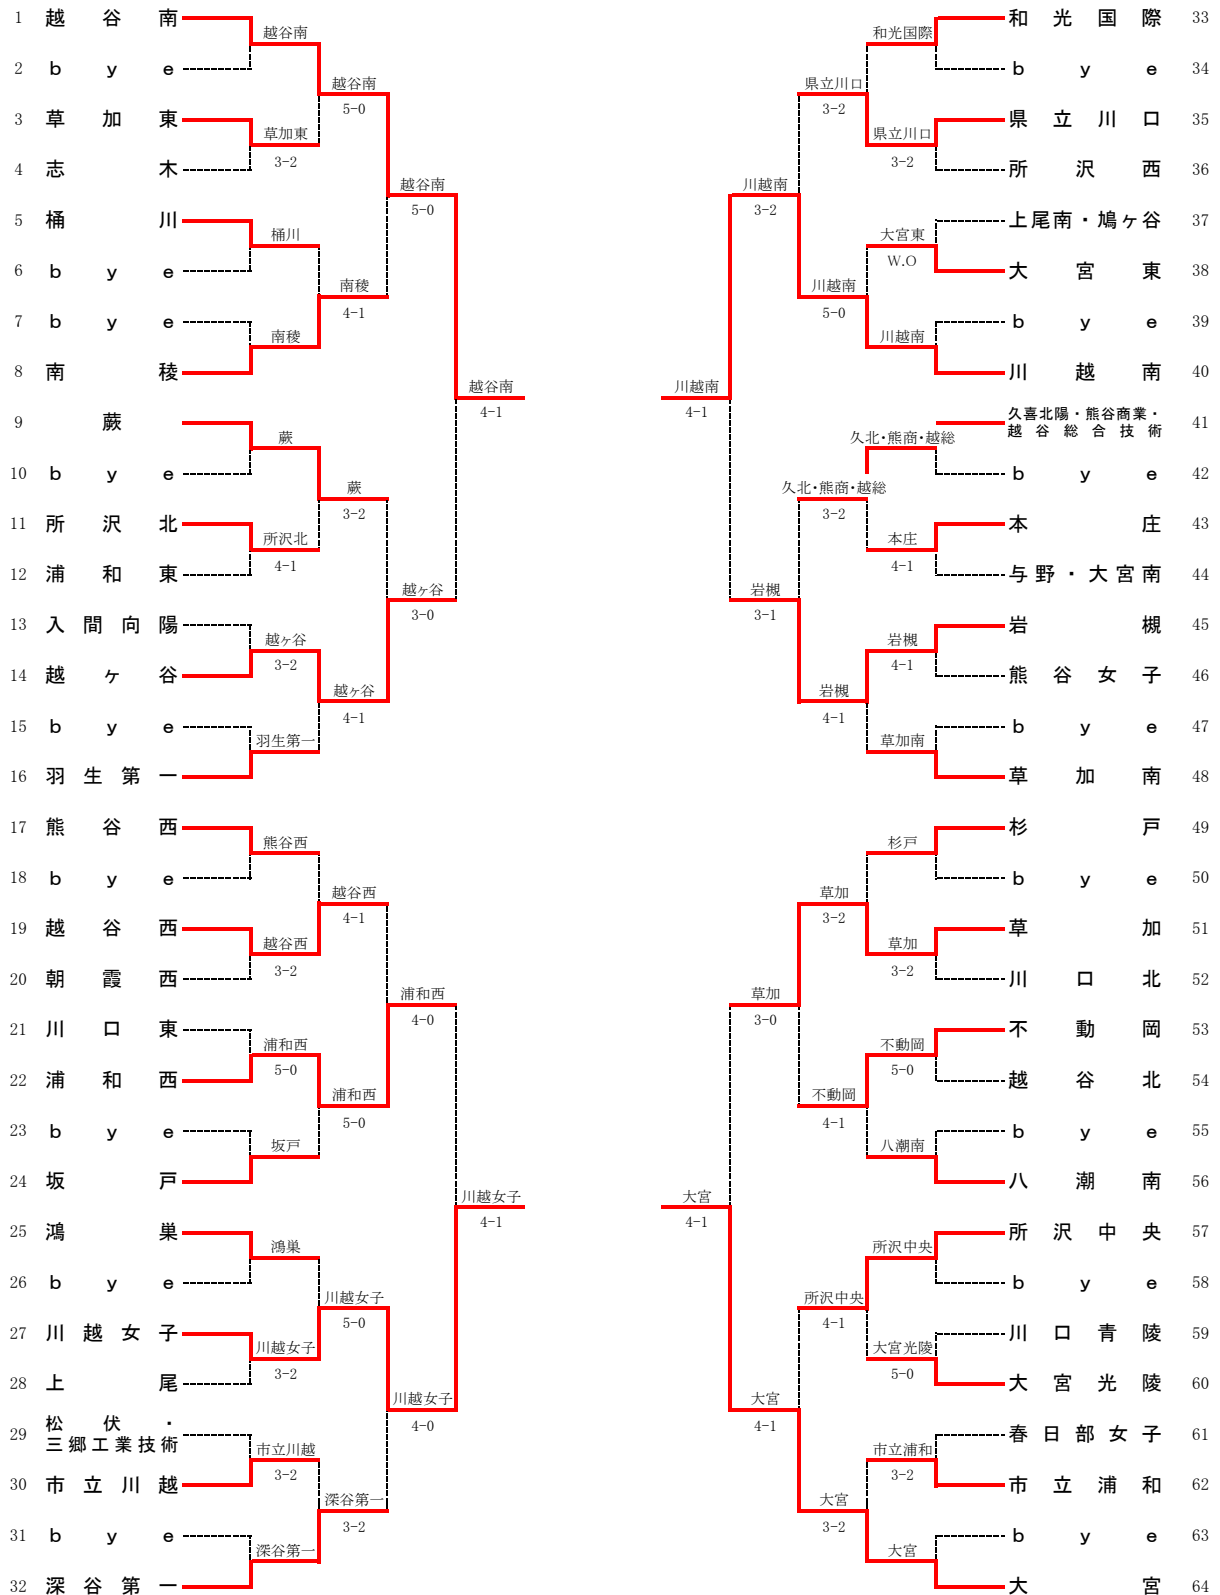 1 越谷南
越谷南
2 bye
越谷南
5-0
3 草加東
草加東
3-2
4 志木
越谷南
5-0
5 桶川
桶川
6 bye
南稜
4-1
7 bye
南稜
8 南稜
越谷南
4-1
9 蕨
蕨
10 bye
蕨
3-2
11 所沢北
所沢北
4-1
12 浦和東
越ヶ谷
3-0
13 入間向陽
越ヶ谷
3-2
14 越ヶ谷
越ヶ谷
4-1
15 bye
羽生第一
16 羽生第一
17 熊谷西
熊谷西
18 bye
越谷西
4-1
19 越谷西
越谷西
3-2
20 朝霞西
浦和西
4-0
21 川口東
浦和西
5-0
22 浦和西
浦和西
5-0
23 bye
坂戸
24 坂戸
川越女子
4-1
25 鴻巣
鴻巣
26 bye
川越女子
5-0
27 川越女子
川越女子
3-2
28 上尾
川越女子
4-0
29 松伏・
三郷工業技術
市立川越
3-2
30 市立川越
深谷第一
3-2
31 bye
深谷第一
32 深谷第一
和光国際 33
和光国際
bye 34
県立川口
3-2
県立川口 35
県立川口
3-2
所沢西 36
川越南
3-2
上尾南・鳩ヶ谷 37
大宮東
W.O
大宮東 38
川越南
5-0
bye 39
川越南
川越南 40
川越南
4-1
久喜北陽・熊谷商業・
越谷総合技術 41
久北・熊商・越総
bye 42
久北・熊商・越総
3-2
本庄 43
本庄
4-1
与野・大宮南 44
岩槻
3-1
岩槻 45
岩槻
4-1
熊谷女子 46
岩槻
4-1
bye 47
草加南
草加南 48
杉戸 49
杉戸
bye 50
草加
3-2
草加 51
草加
3-2
川口北 52
草加
3-0
不動岡 53
不動岡
5-0
越谷北 54
不動岡
4-1
bye 55
八潮南
八潮南 56
大宮
4-1
所沢中央 57
所沢中央
bye 58
所沢中央
4-1
川口青陵 59
大宮光陵
5-0
大宮光陵 60
大宮
4-1
春日部女子 61
市立浦和
3-2
市立浦和 62
大宮
3-2
bye 63
大宮
大宮 64